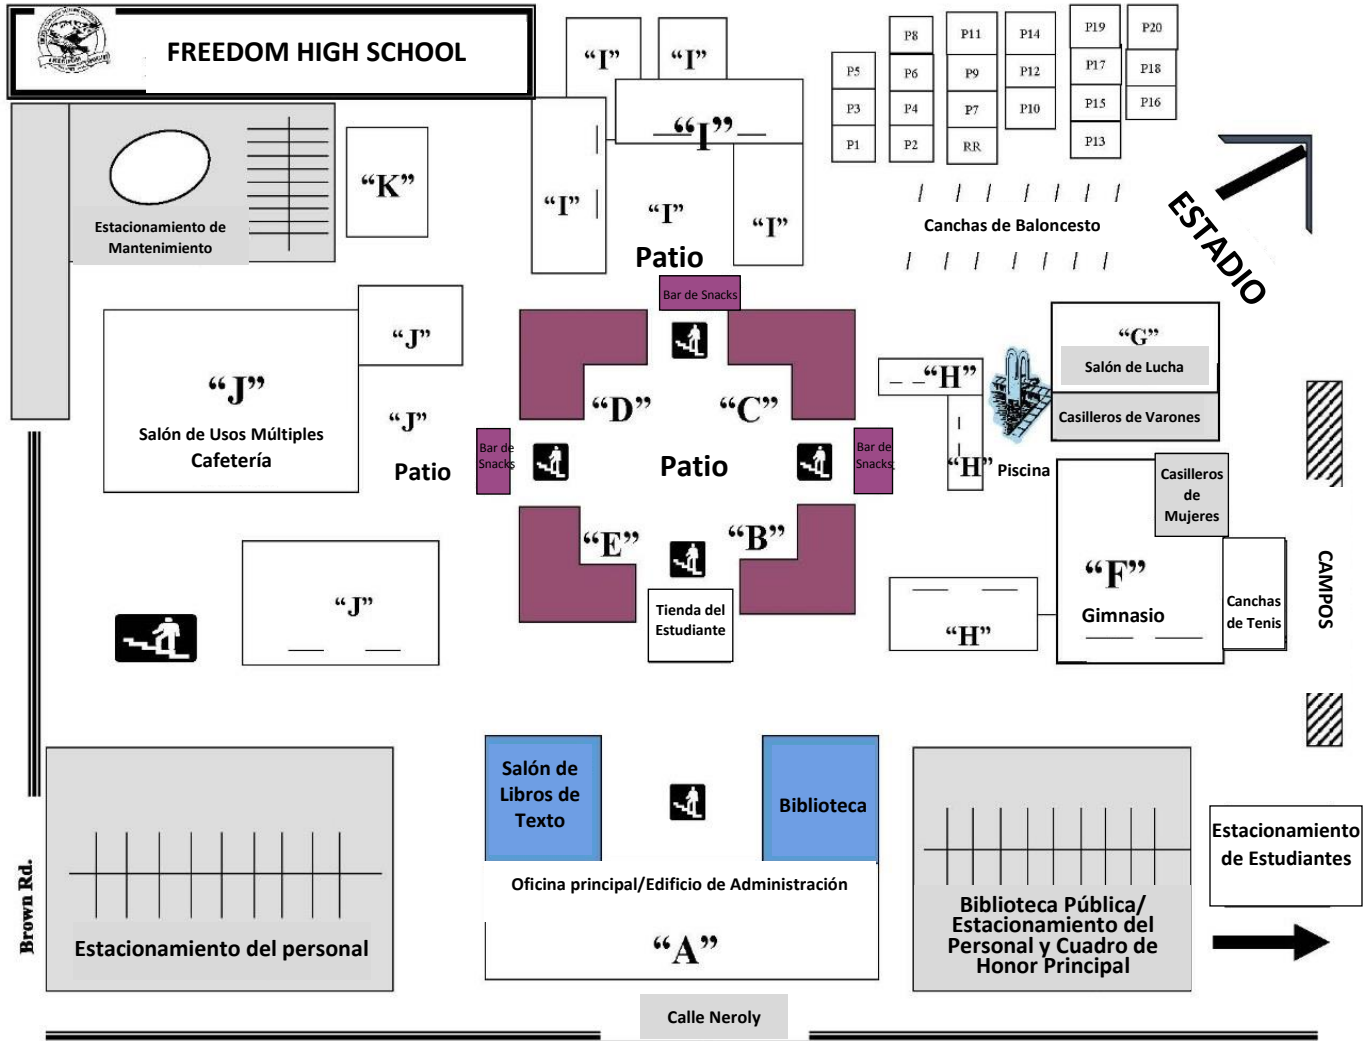 FREEDOM HIGH SCHOOL
“I”
“I”
“I”
“I”
“I”
“I”
Patio
P5
P3
P1
P8
P6
P4
P2
P11
P9
P7
RR
P14
P12
P10
P19
P17
P15
P13
P20
P18
P16
“K”
Estacionamiento de
Mantenimiento
Canchas de Baloncesto
ESTADIO
Bar de Snacks
“J”
“J”
Salón de Usos Múltiples
Cafetería
“J”
Patio
“D”
“C”
Bar de
Snacks
Patio
Bar de
Snacks
“E”
“B”
“H”
“H”
Piscina
“G”
Salón de Lucha
Casilleros de Varones
Casilleros
de
Mujeres
“F”
Gimnasio
Canchas
de Tenis
CAMPOS
“J”
Tienda del
Estudiante
“H”
Salón de
Libros de
Texto
Biblioteca
Oficina principal/Edificio de Administración
“A”
Brown Rd.
Estacionamiento del personal
Biblioteca Pública/
Estacionamiento del
Personal y Cuadro de
Honor Principal
Estacionamiento
de Estudiantes
Calle Neroly